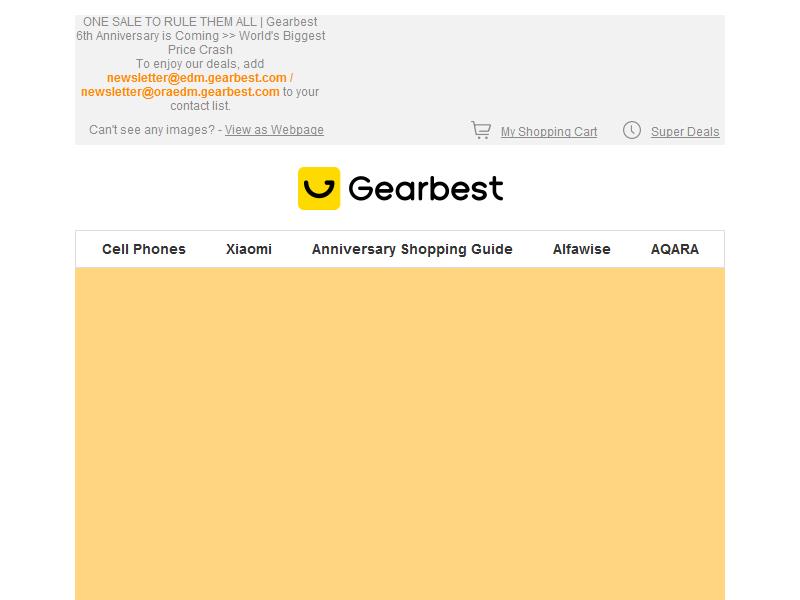 ONE SALE TO RULE THEM ALL | Gearbest
6th Anniversary is Coming >> World's Biggest
Price Crash
To enjoy our deals, add
newsletter@edm.gearbest.com /
newsletter@oraedm.gearbest.com to your
contact list.
Can't see any images? - View as Webpage
My Shopping Cart
Super Deals
Gearbest
Cell Phones
Xiaomi
Anniversary Shopping Guide
Alfawise
AQARA